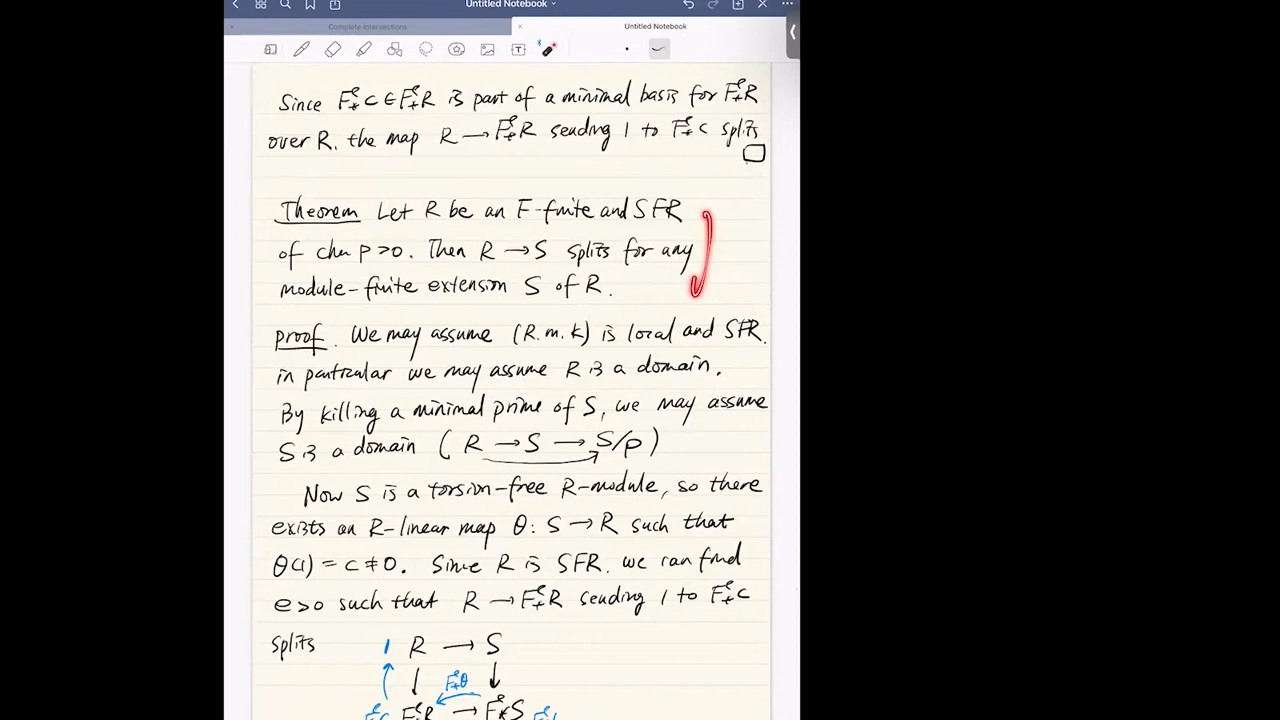 Untitled Notebook
Complete Intersections
Untitled Notebook
Since F^e_*c ∈ F^e_*R is part of a minimal basis for F^e_*R
over R, the map R → F^e_*R sending 1 to F^e_*c splits
□
Theorem Let R be an F-finite and SFR
of char p>0. Then R → S splits for any
module-finite extension S of R.
proof. We may assume (R.m.k) is local and SFR.
in particular we may assume R is a domain.
By killing a minimal prime of S, we may assume
S is a domain ( R → S → S/p )
Now S is a torsion-free R-module, so there
exists an R-linear map θ: S → R such that
θ(1) = c ≠ 0. Since R is SFR. we can find
e>0 such that R → F^e_*R sending 1 to F^e_*c
splits 1 R → S
F^e_*θ
F^e_*c F^e_*R → F^e_*S F^e_*1